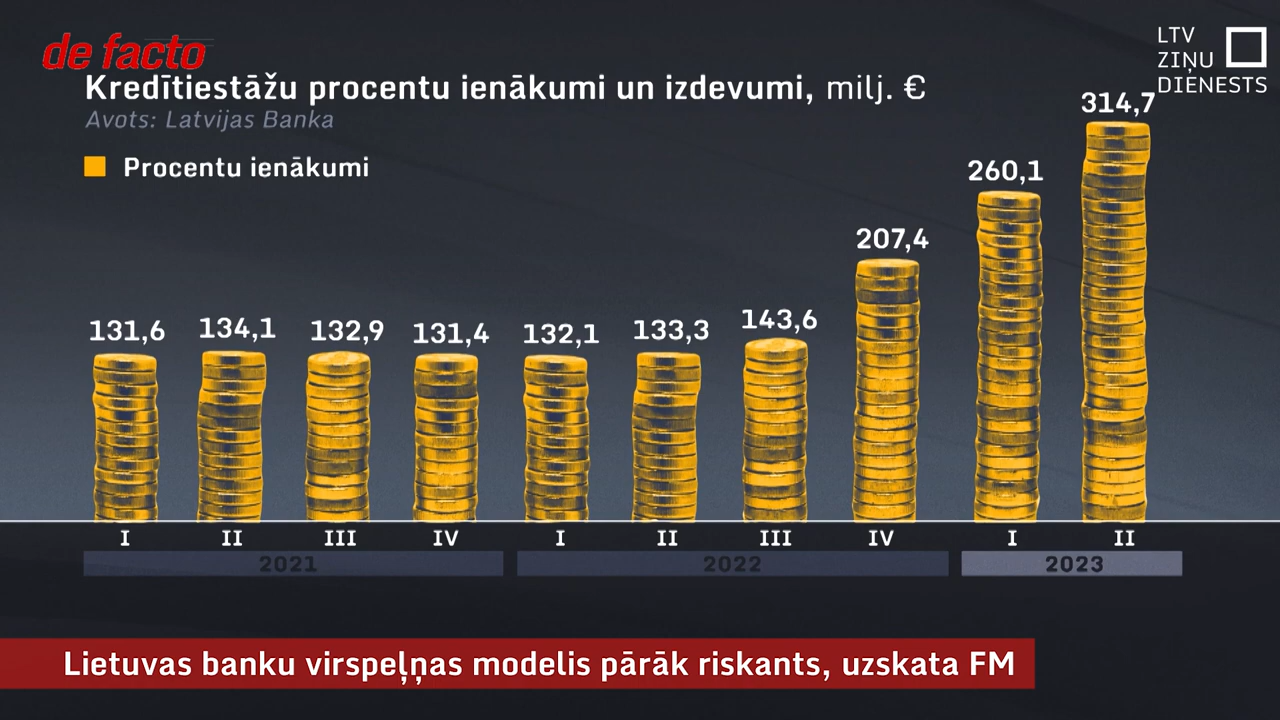 de facto
LTV
ZIŅU
DIENESTS
Kredītiestāžu procentu ienākumi un izdevumi, milj. €
Avots: Latvijas Banka
Procentu ienākumi
131,6 134,1 132,9 131,4 132,1 133,3 143,6 207,4 260,1 314,7
I II III IV I II III IV I II
2021 2022 2023
Lietuvas banku virspeļņas modelis pārāk riskants, uzskata FM